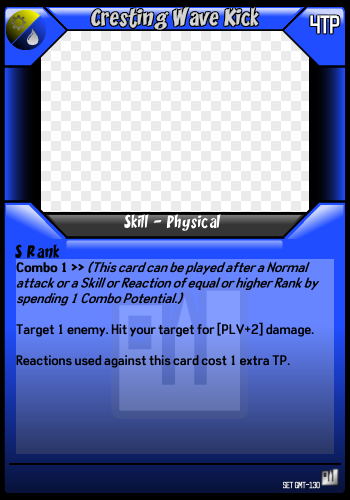 Cresting Wave Kick
4TP
Skill - Physical
S Rank
Combo 1 >> (This card can be played after a Normal
attack or a Skill or Reaction of equal or higher Rank by
spending 1 Combo Potential.)
Target 1 enemy. Hit your target for [PLV+2] damage.
Reactions used against this card cost 1 extra TP.
SET GMT-130